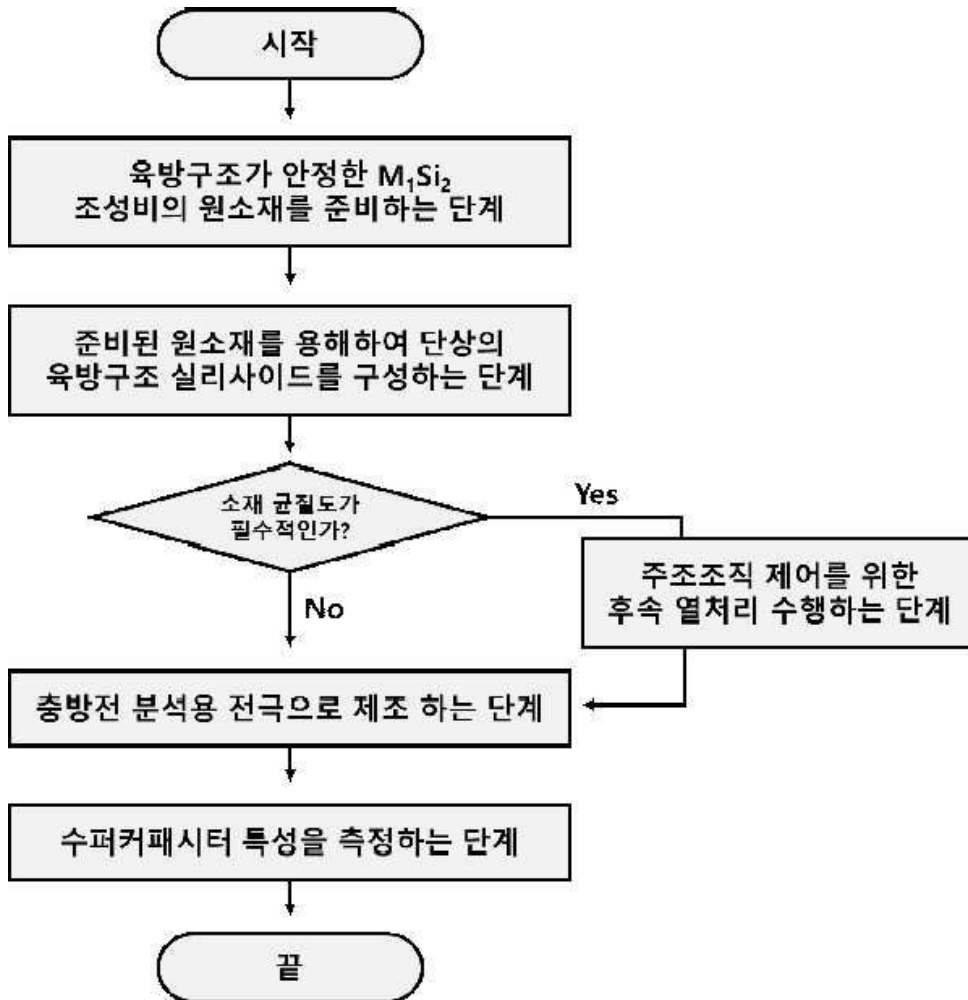 시작
육방구조가 안정한 M₁Si₂
조성비의 원소재를 준비하는 단계
준비된 원소재를 용해하여 단상의
육방구조 실리사이드를 구성하는 단계
소재 균질도가
필수적인가?
Yes
주조조직 제어를 위한
후속 열처리 수행하는 단계
No
충방전 분석용 전극으로 제조 하는 단계
수퍼커패시터 특성을 측정하는 단계
끝